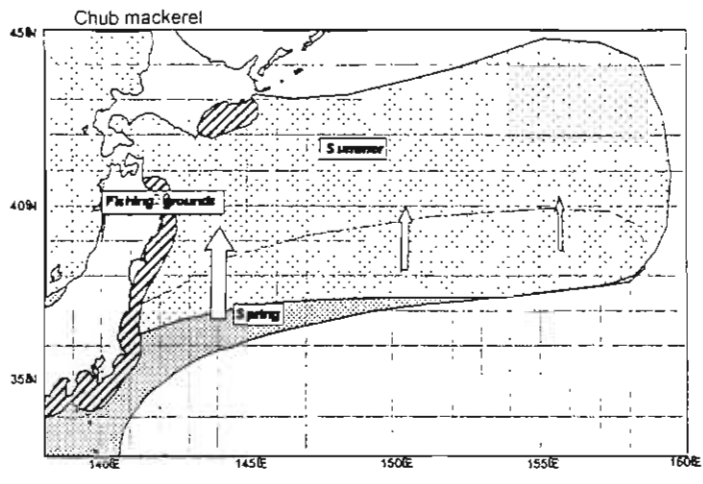 Chub mackerel
45N
Summer
Fishing grounds
40N
Spring
35N
140E 145E 150E 155E 160E